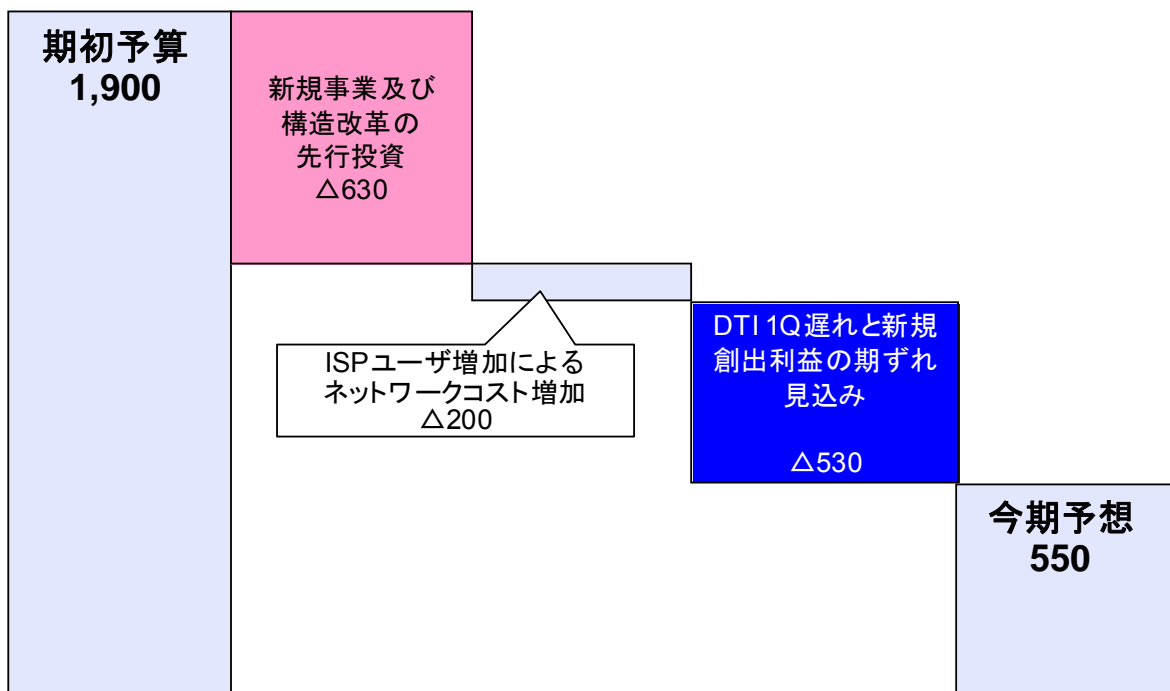 期初予算
1,900
新規事業及び
構造改革の
先行投資
△630
ISPユーザ増加による
ネットワークコスト増加
△200
DTI 1Q遅れと新規
創出利益の期ずれ
見込み
△530
今期予想
550